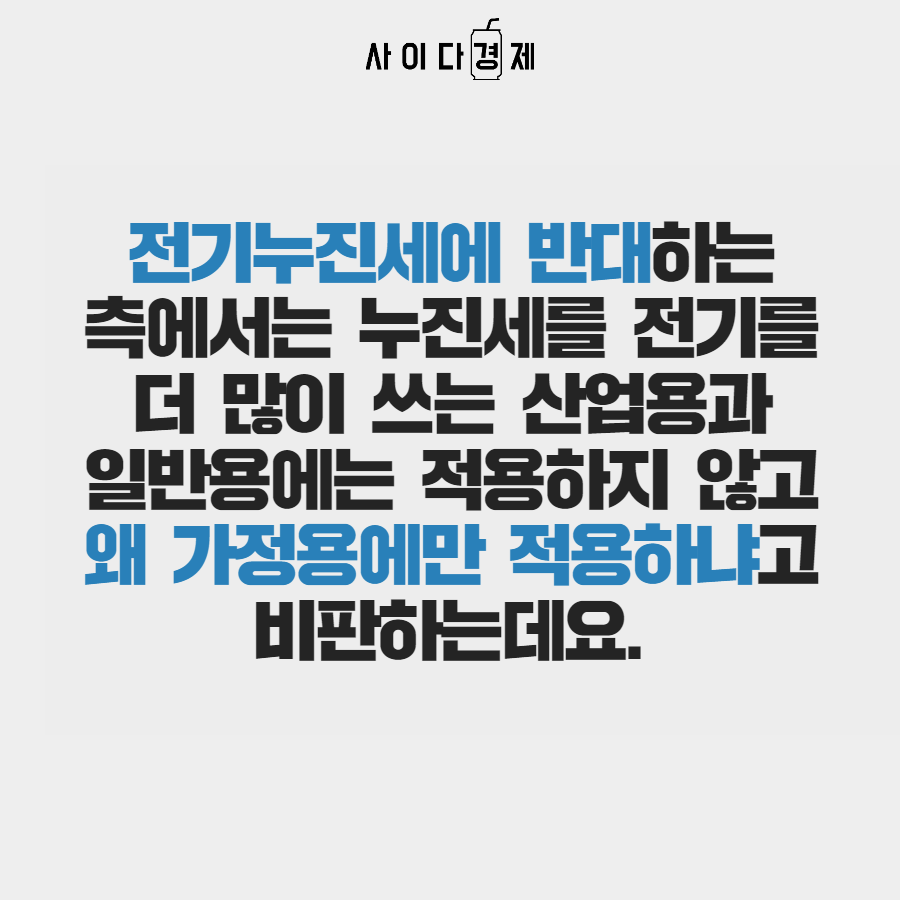 사이다경제
전기누진세에 반대하는
측에서는 누진세를 전기를
더 많이 쓰는 산업용과
일반용에는 적용하지 않고
왜 가정용에만 적용하냐고
비판하는데요.